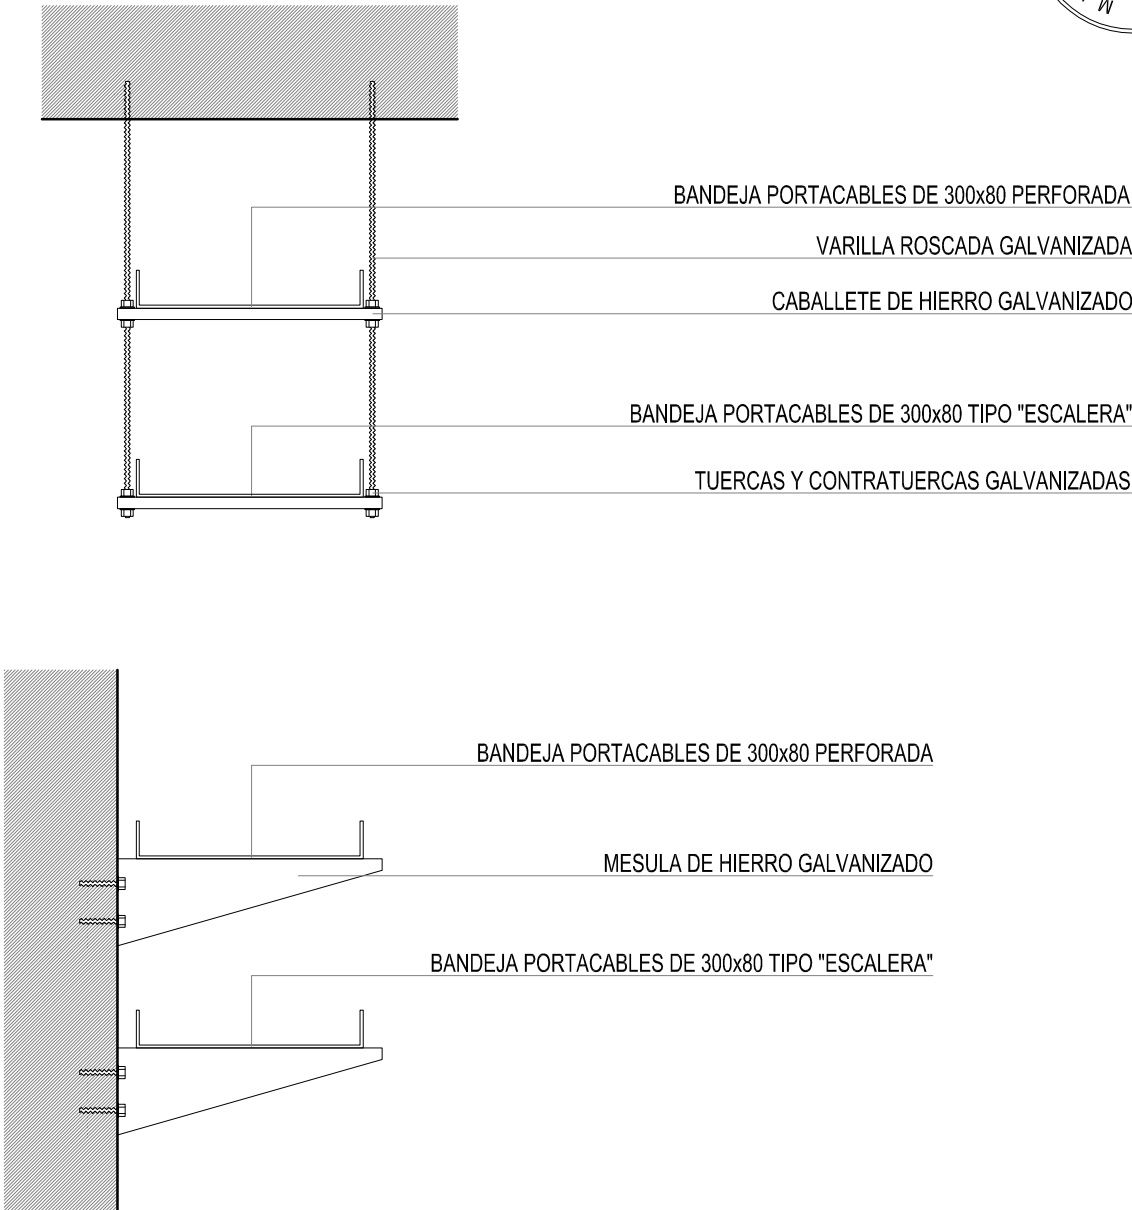 BANDEJA PORTACABLES DE 300x80 PERFORADA
VARILLA ROSCADA GALVANIZADA
CABALLETE DE HIERRO GALVANIZADO
BANDEJA PORTACABLES DE 300x80 TIPO "ESCALERA"
TUERCAS Y CONTRATUERCAS GALVANIZADAS
BANDEJA PORTACABLES DE 300x80 PERFORADA
MESULA DE HIERRO GALVANIZADO
BANDEJA PORTACABLES DE 300x80 TIPO "ESCALERA"